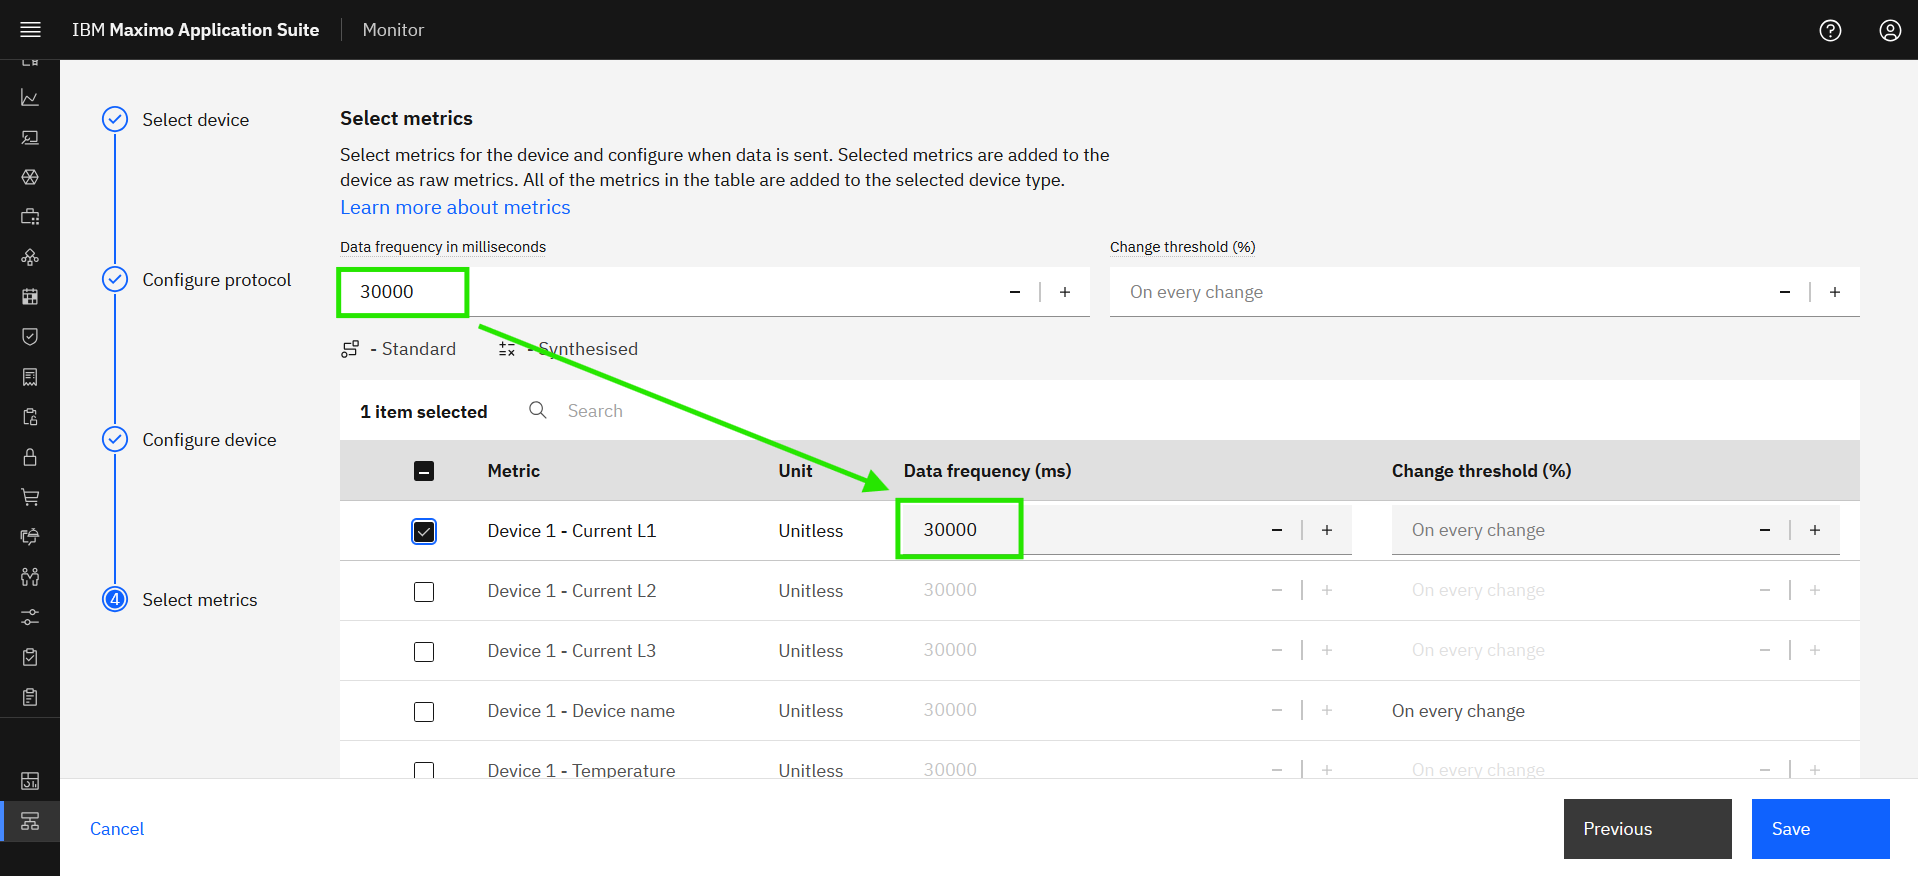 IBM Maximo Application Suite Monitor
Select device
Configure protocol
Configure device
4 Select metrics
Select metrics
Select metrics for the device and configure when data is sent. Selected metrics are added to the
device as raw metrics. All of the metrics in the table are added to the selected device type.
Learn more about metrics
Data frequency in milliseconds Change threshold (%)
30000 On every change
- Standard - Synthesised
1 item selected Search
Metric Unit Data frequency (ms) Change threshold (%)
Device 1 - Current L1 Unitless 30000 On every change
Device 1 - Current L2 Unitless 30000 On every change
Device 1 - Current L3 Unitless 30000 On every change
Device 1 - Device name Unitless 30000 On every change
Device 1 - Temperature Unitless 30000 On every change
Cancel Previous Save